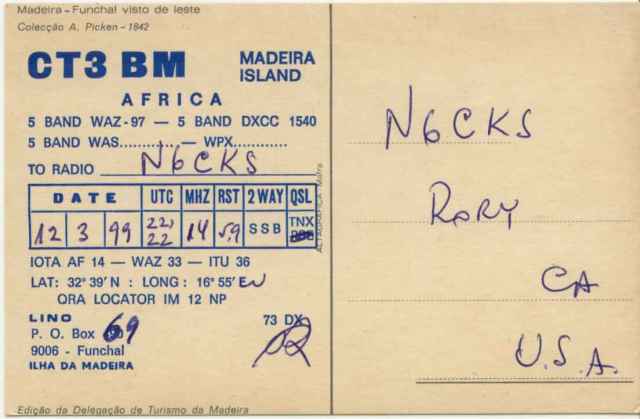 Madeira - Funchal visto de leste
Colecção A. Picken - 1842
CT3 BM MADEIRA ISLAND
AFRICA
5 BAND WAZ-97 — 5 BAND DXCC 1540
5 BAND WAS............— WPX............
TO RADIO N6CKS
DATE UTC MHZ RST 2 WAY QSL
12 3 99 22 22 14 59 SSB TNX
IOTA AF 14 — WAZ 33 — ITU 36
LAT: 32° 39' N : LONG : 16° 55' W
QRA LOCATOR IM 12 NP
LINO 73 DX
P. O. Box 69
9006 - Funchal
ILHA DA MADEIRA
Edição da Delegação de Turismo da Madeira
N6CKS
RORY
CA
U.S.A.